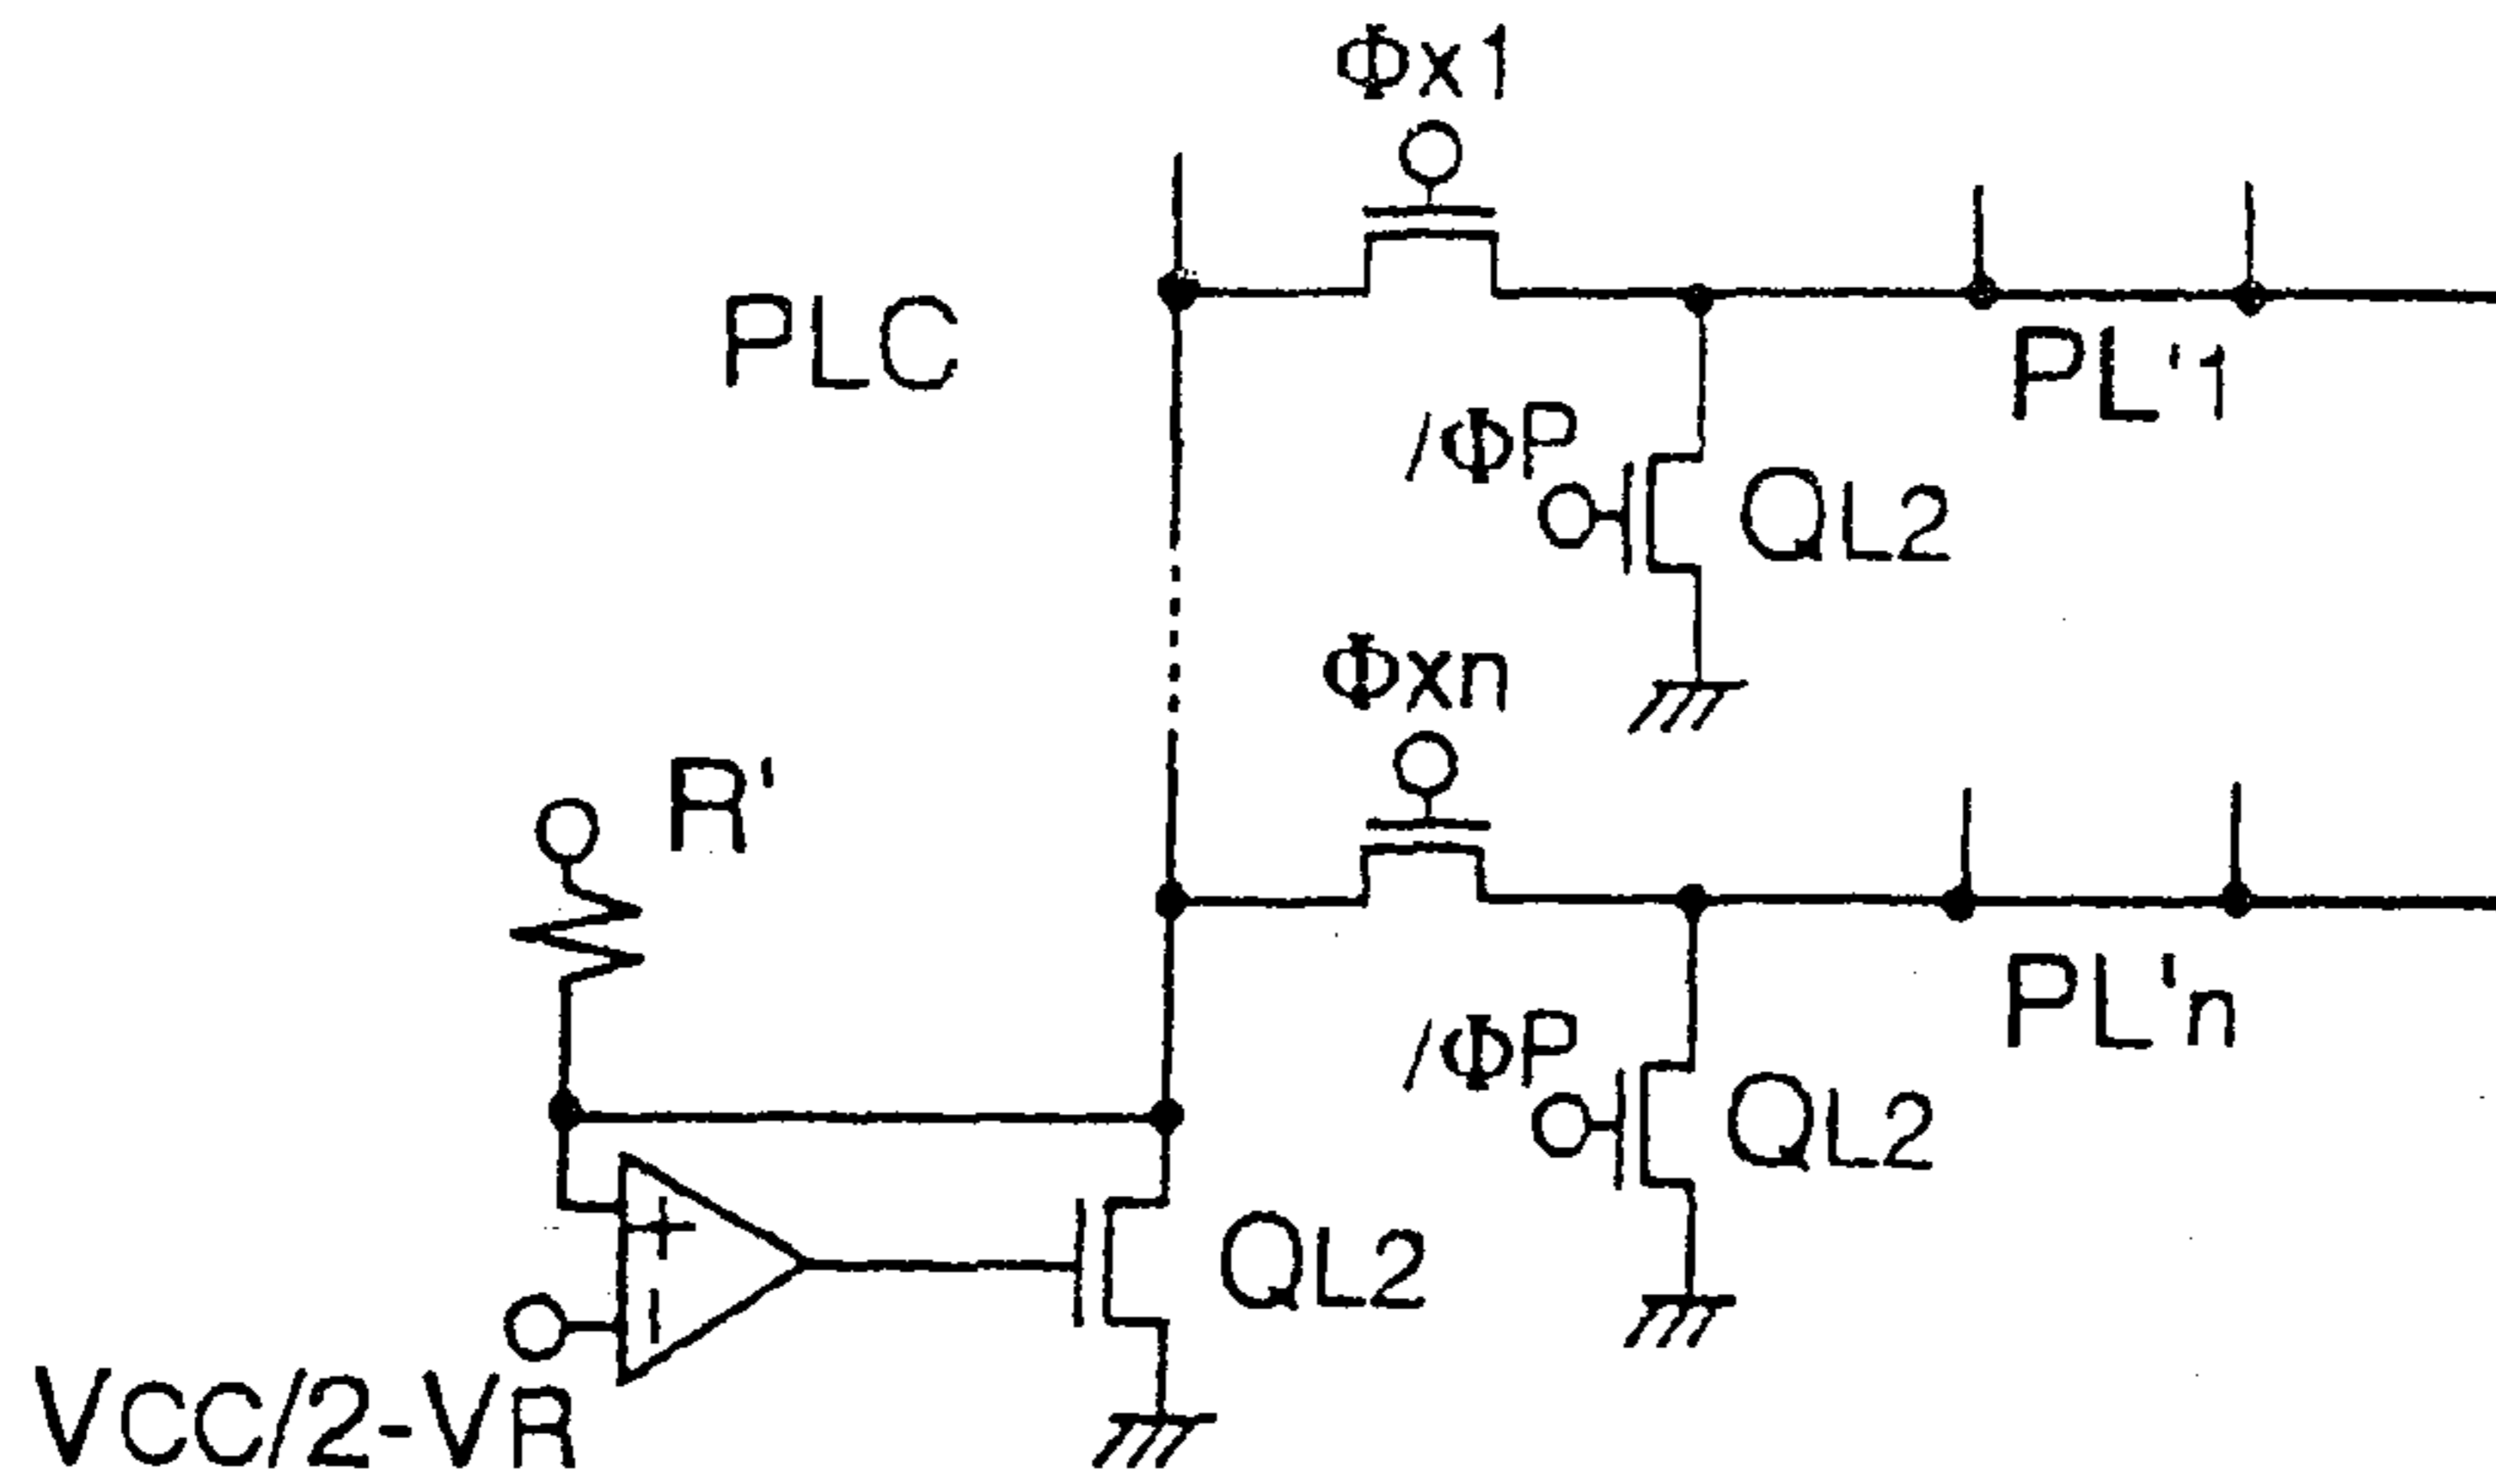 Φx1
PLC
PL'1
/ΦP
QL2
Φxn
R'
PL'n
/ΦP
QL2
+
QL2
−
VCC/2-VR